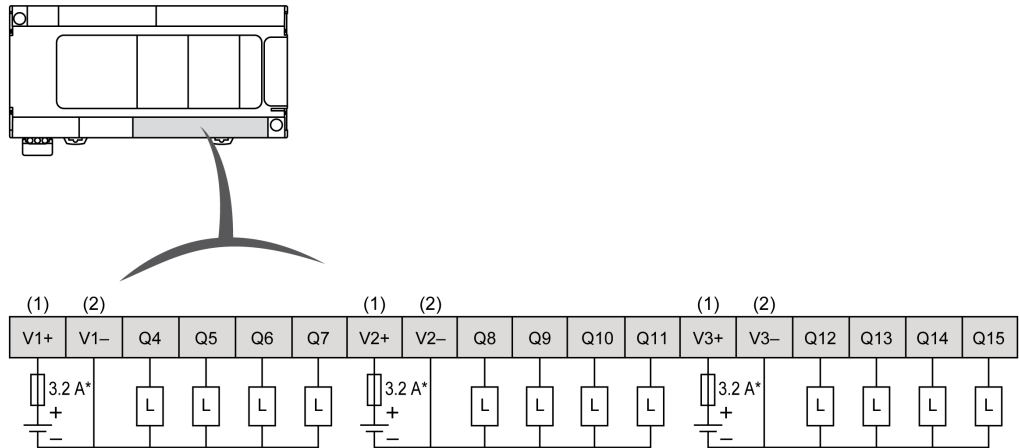 (1) (2) (1) (2) (1) (2)
V1+ V1– Q4 Q5 Q6 Q7 V2+ V2– Q8 Q9 Q10 Q11 V3+ V3– Q12 Q13 Q14 Q15
3.2 A* L L L L 3.2 A* L L L L 3.2 A* L L L L
+ + +
– – –